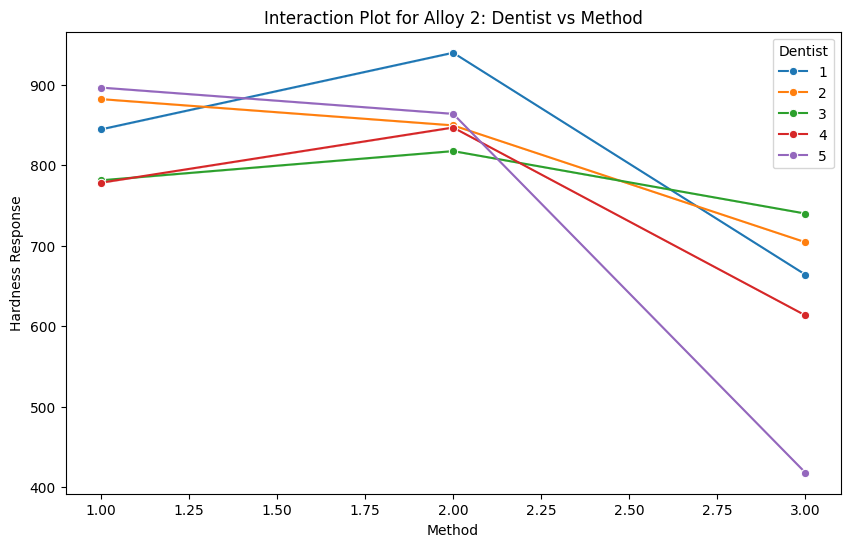 Interaction Plot for Alloy 2: Dentist vs Method
Dentist
1
2
3
4
5
Hardness Response
900
800
700
600
500
400
1.00 1.25 1.50 1.75 2.00 2.25 2.50 2.75 3.00
Method